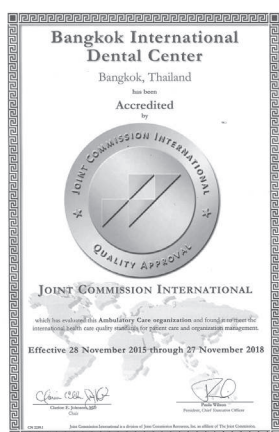 Bangkok International
Dental Center
Bangkok, Thailand
has been
Accredited
by
JOINT COMMISSION INTERNATIONAL
QUALITY APPROVAL
JOINT COMMISSION INTERNATIONAL
which has evaluated this Ambulatory Care organization and found it to meet the
international health care quality standards for patient care and organization management.
Effective 28 November 2015 through 27 November 2018
Chair
Paula Wilson
President, Chief Executive Officer
Joint Commission International is a division of Joint Commission Resources, Inc. an affiliate of The Joint Commission.